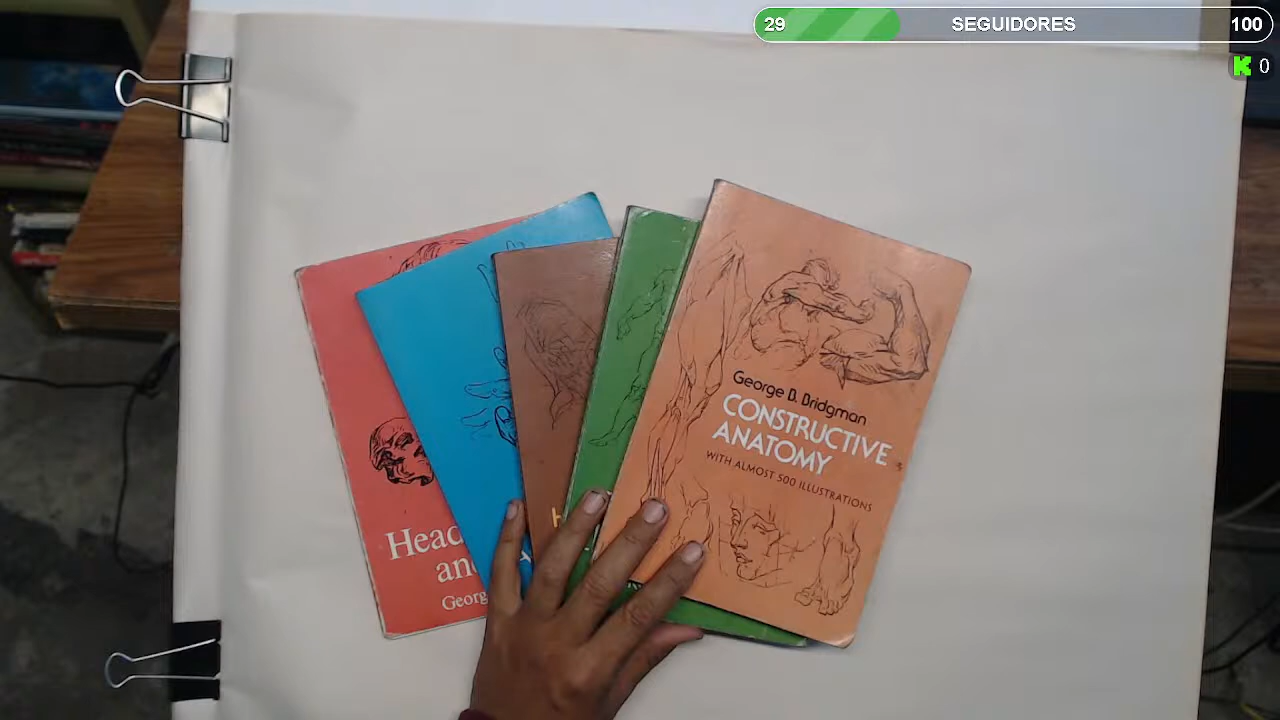 29 SEGUIDORES 100
0
George B. Bridgman
CONSTRUCTIVE
ANATOMY
WITH ALMOST 500 ILLUSTRATIONS
Head
an
Georg
H